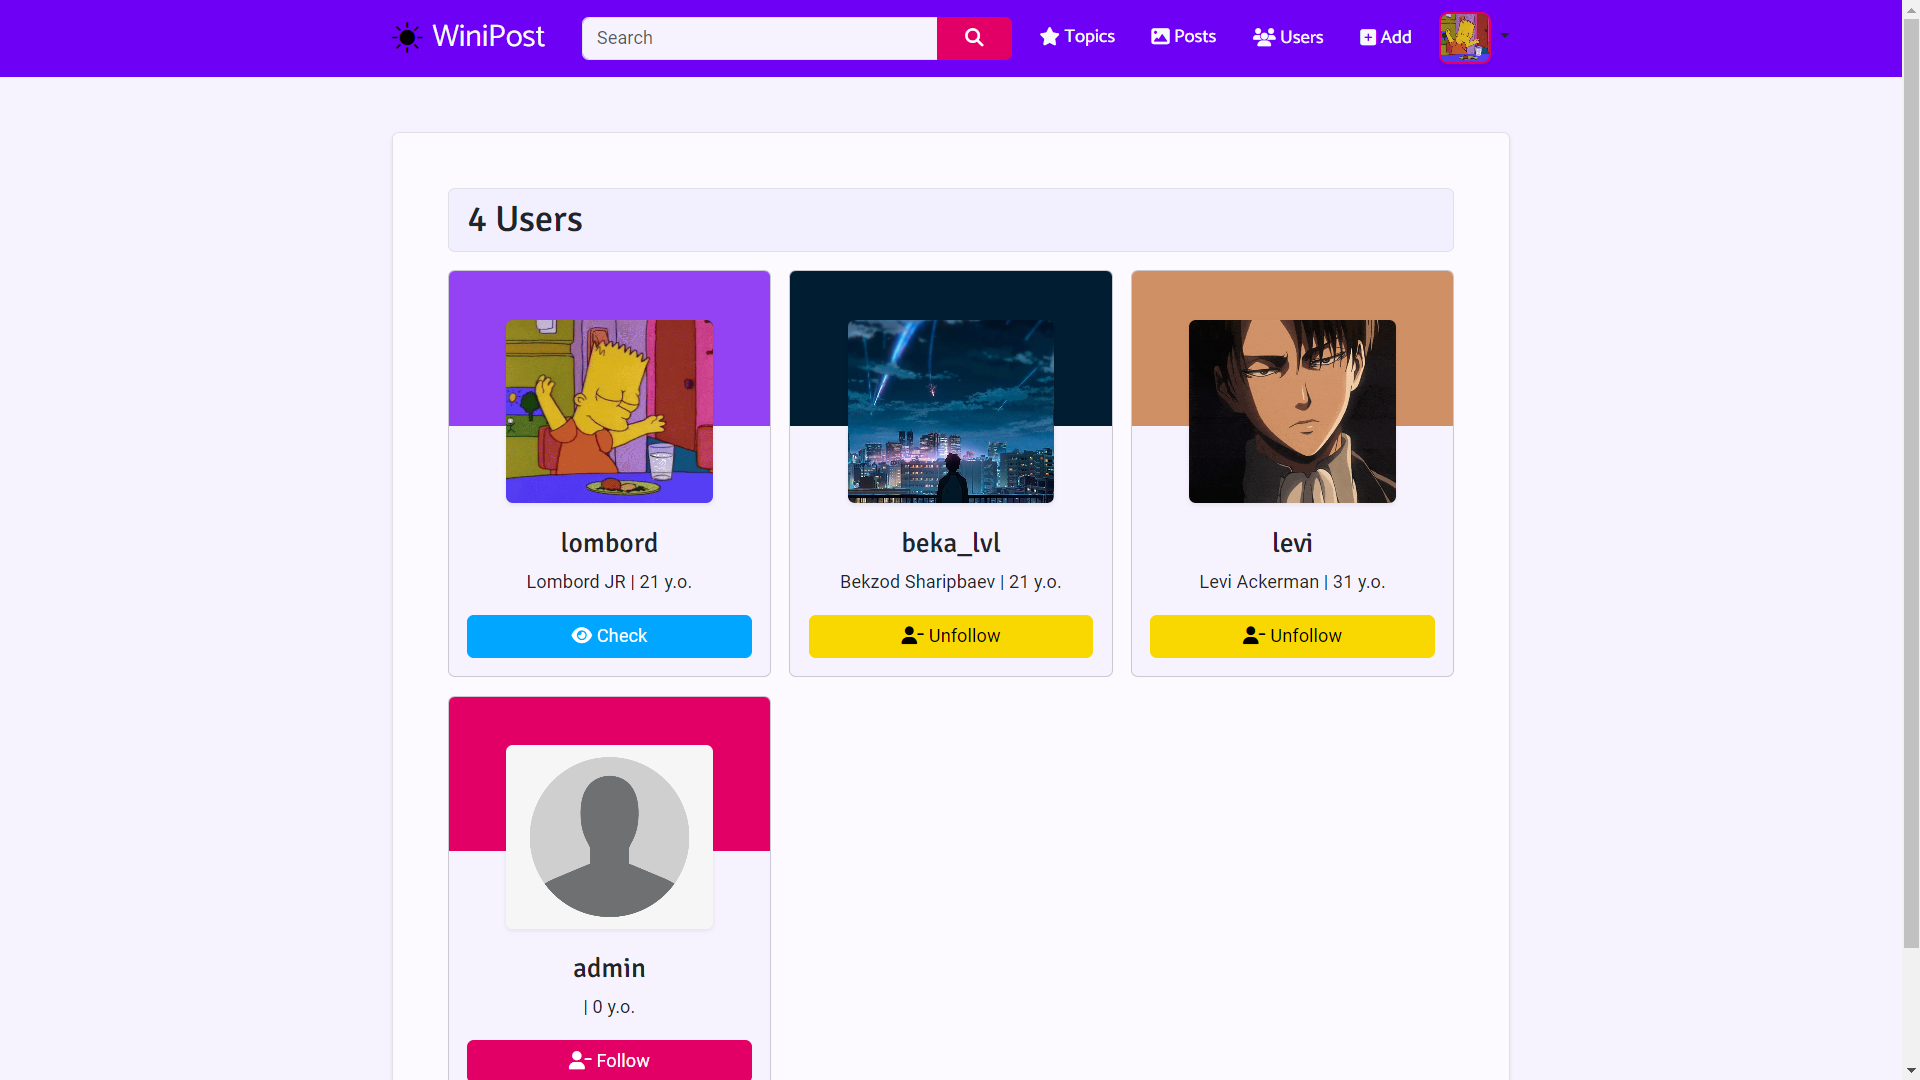 WiniPost
Search
Topics
Posts
Users
Add
4 Users
lombord
Lombord JR | 21 y.o.
Check
beka_lvl
Bekzod Sharipbaev | 21 y.o.
Unfollow
levi
Levi Ackerman | 31 y.o.
Unfollow
admin
| 0 y.o.
Follow